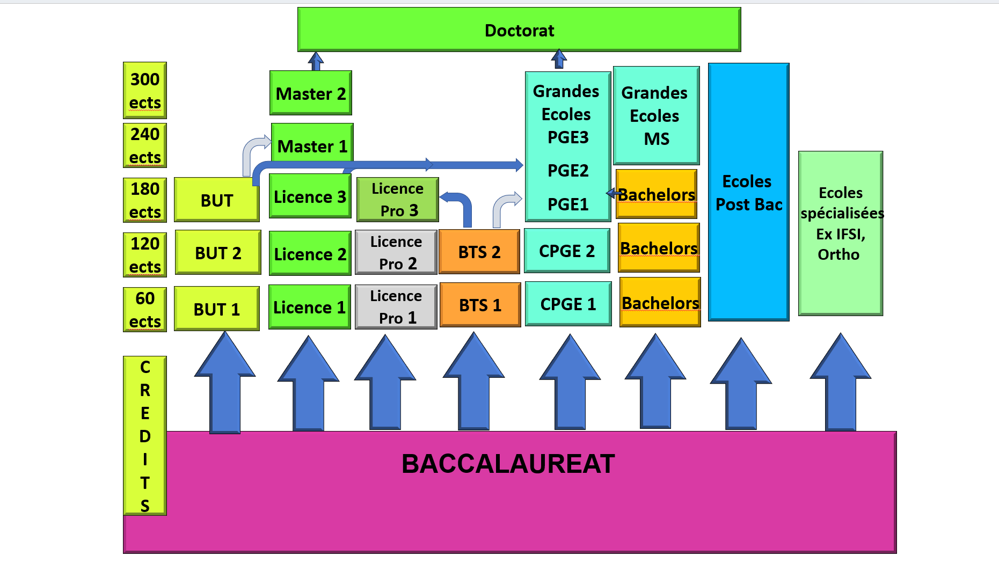 Doctorat
300
ects
Master 2
Grandes
Ecoles
PGE3
PGE2
PGE1
Grandes
Ecoles
MS
240
ects
Master 1
Ecoles
Post Bac
Ecoles
spécialisées
Ex IFSI,
Ortho
180
ects
BUT
Licence 3
Licence
Pro 3
Bachelors
120
ects
BUT 2
Licence 2
Licence
Pro 2
BTS 2
CPGE 2
Bachelors
60
ects
BUT 1
Licence 1
Licence
Pro 1
BTS 1
CPGE 1
Bachelors
C
R
E
D
I
T
S
BACCALAUREAT